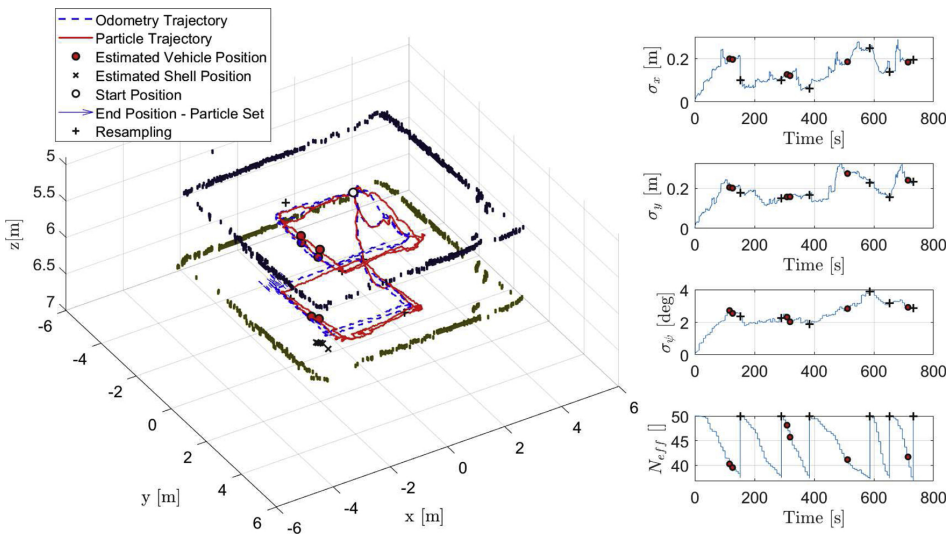 Odometry Trajectory
Particle Trajectory
Estimated Vehicle Position
Estimated Shell Position
Start Position
End Position - Particle Set
Resampling
z[m]
5
5.5
6
6.5
7
-6
-4
-2
0
2
4
6
y [m]
-6
-4
-2
0
2
4
6
x [m]
σx [m]
0.2
0
0 200 400 600 800
Time [s]
σy [m]
0.2
0
0 200 400 600 800
Time [s]
σψ [deg]
4
2
0
0 200 400 600 800
Time [s]
Neff []
50
45
40
0 200 400 600 800
Time [s]